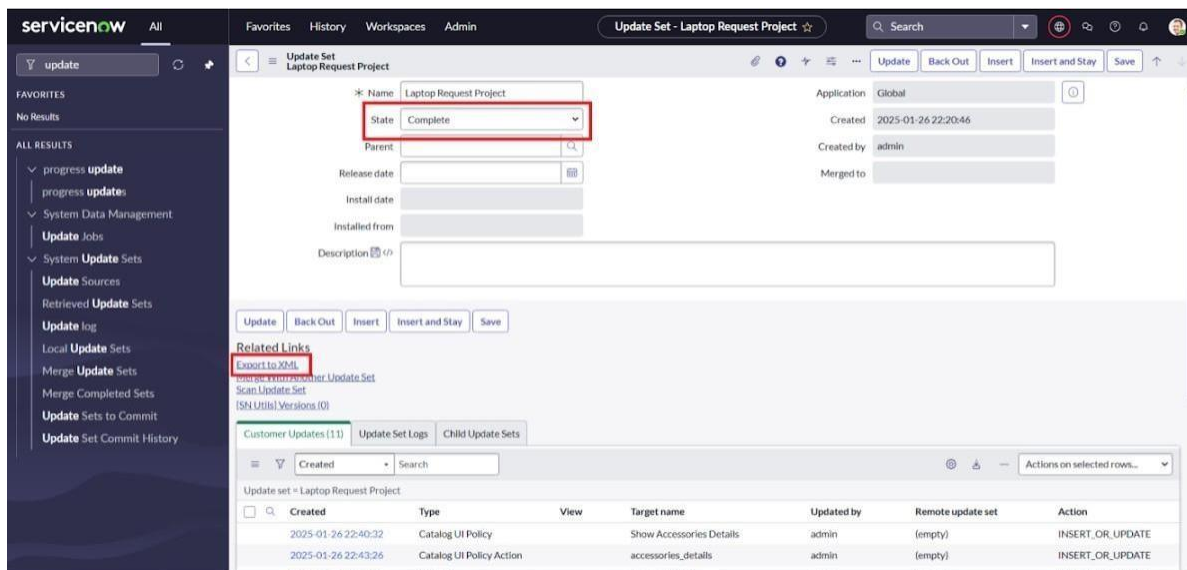 servicenow All Favorites History Workspaces Admin Update Set - Laptop Request Project ☆ Search
update
FAVORITES
No Results
ALL RESULTS
progress update
progress updates
System Data Management
Update Jobs
System Update Sets
Update Sources
Retrieved Update Sets
Update log
Local Update Sets
Merge Update Sets
Merge Completed Sets
Update Sets to Commit
Update Set Commit History
Update Set
Laptop Request Project
Update Back Out Insert Insert and Stay Save
Name Laptop Request Project
State Complete
Parent
Release date
Install date
Installed from
Description
Application Global
Created 2025-01-26 22:20:46
Created by admin
Merged to
Update Back Out Insert Insert and Stay Save
Related Links
Export to XML
Merge With Another Update Set
Scan Update Set
[SN Utils] Versions (0)
Customer Updates (11) Update Set Logs Child Update Sets
Created Search Actions on selected rows...
Update set = Laptop Request Project
Created Type View Target name Updated by Remote update set Action
2025-01-26 22:40:32 Catalog UI Policy Show Accessories Details admin (empty) INSERT_OR_UPDATE
2025-01-26 22:43:26 Catalog UI Policy Action accessories_details admin (empty) INSERT_OR_UPDATE